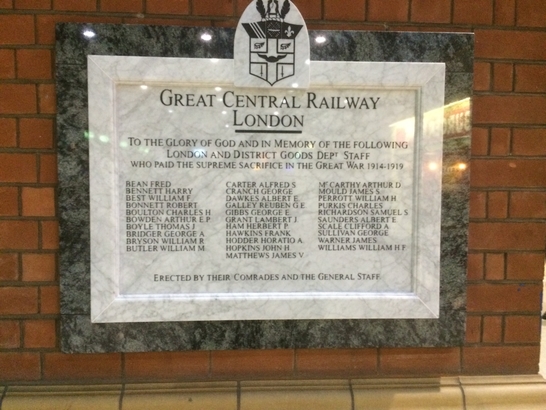 GREAT CENTRAL RAILWAY
LONDON
TO THE GLORY OF GOD AND IN MEMORY OF THE FOLLOWING
LONDON AND DISTRICT GOODS DEPT STAFF
WHO PAID THE SUPREME SACRIFICE IN THE GREAT WAR 1914-1919
BEAN FRED
BENNETT HARRY
BEST WILLIAM F
BONNETT ROBERT
BOULTON CHARLES H
BOWDEN ARTHUR E.P
BOYLE THOMAS J
BRIDGER GEORGE A
BRYSON WILLIAM R
BUTLER WILLIAM M
CARTER ALFRED S
CRANCH GEORGE
DAWKES ALBERT E
GALLEY REUBEN G E
GIBBS GEORGE E
GRANT LAMBERT J
HAM HERBERT P
HAWKINS FRANK
HODDER HORATIO A
HOPKINS JOHN H
MATTHEWS JAMES V
McCARTHY ARTHUR D
MOULD JAMES S
PERROTT WILLIAM H
PURKIS CHARLES
RICHARDSON SAMUEL S
SAUNDERS ALBERT E
SCALE CLIFFORD A
SULLIVAN GEORGE
WARNER JAMES
WILLIAMS WILLIAM H F
ERECTED BY THEIR COMRADES AND THE GENERAL STAFF